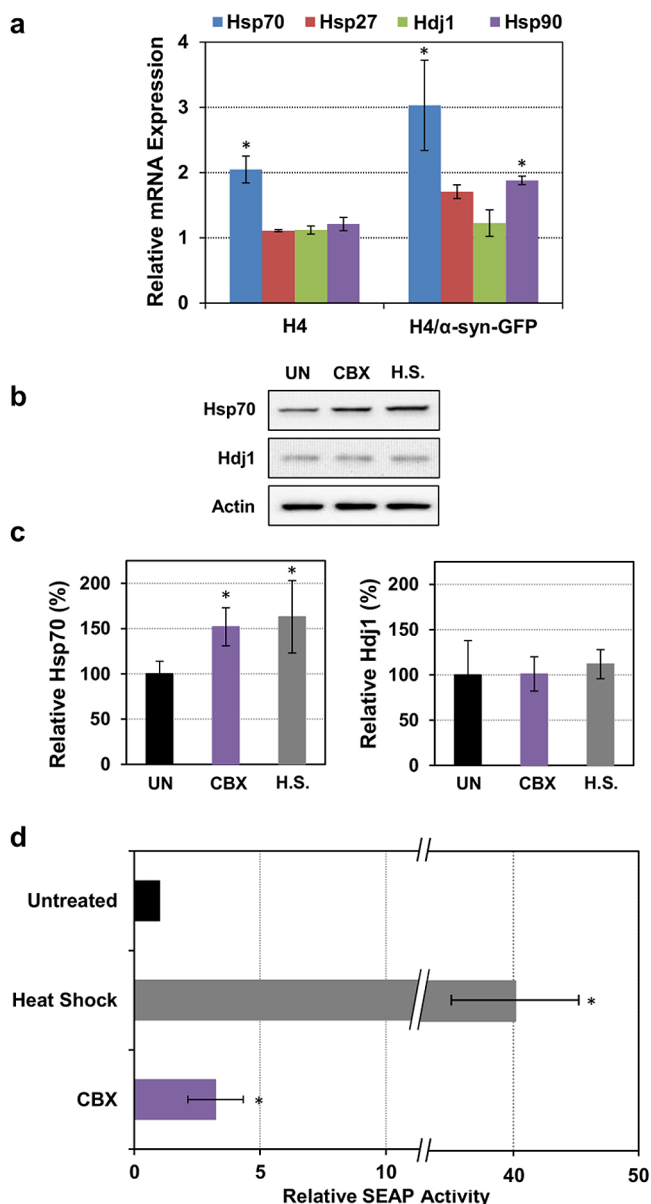 a
Hsp70 Hsp27 Hdj1 Hsp90
Relative mRNA Expression
4
3
2
1
0
* * *
H4 H4/α-syn-GFP
b
UN CBX H.S.
Hsp70
Hdj1
Actin
c
Relative Hsp70 (%)
200
150
100
50
0
* *
UN CBX H.S.
Relative Hdj1 (%)
200
150
100
50
0
UN CBX H.S.
d
Untreated
Heat Shock *
CBX *
0 5 10 40 50
Relative SEAP Activity